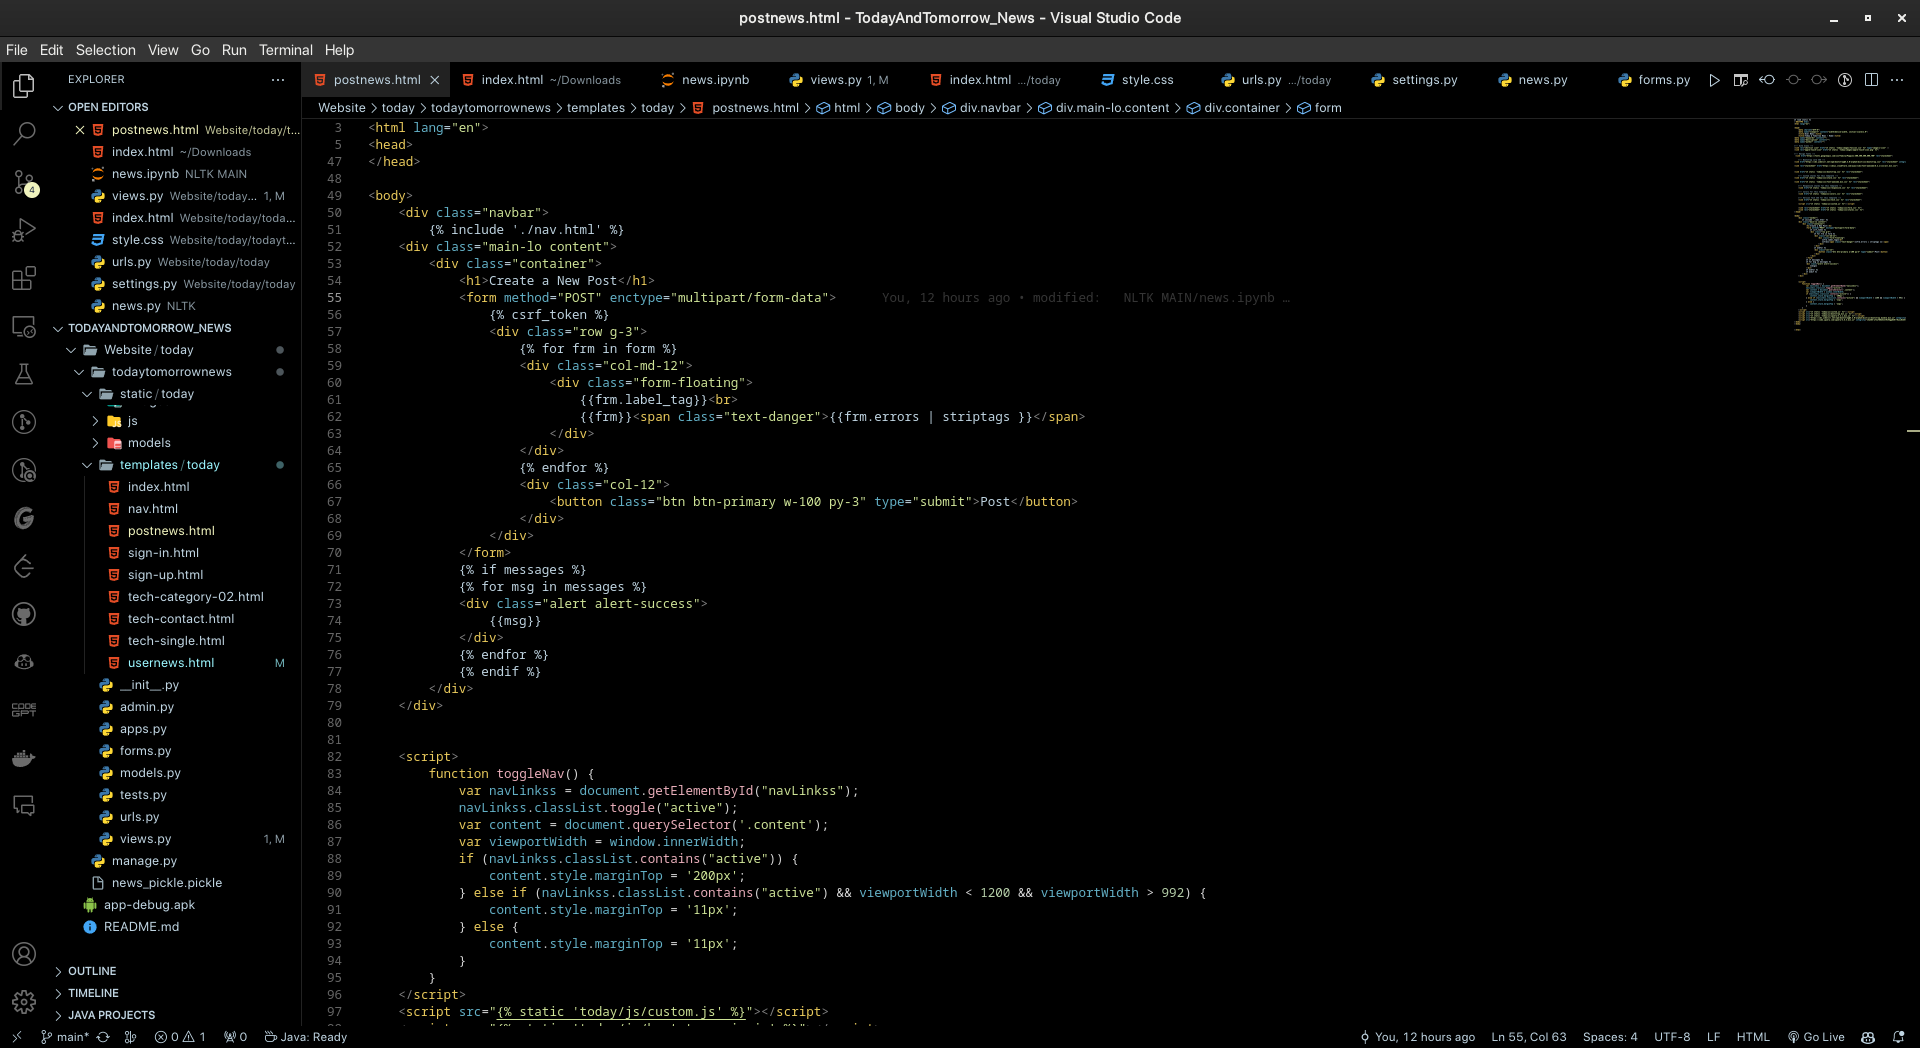 postnews.html - TodayAndTomorrow_News - Visual Studio Code
File Edit Selection View Go Run Terminal Help
EXPLORER
OPEN EDITORS
postnews.html Website/today/t...
index.html ~/Downloads
news.ipynb NLTK MAIN
views.py Website/today... 1, M
index.html Website/today/toda...
style.css Website/today/todayt...
urls.py Website/today/today
settings.py Website/today/today
news.py NLTK
TODAYANDTOMORROW_NEWS
Website / today
todaytomorrownews
static / today
js
models
templates / today
index.html
nav.html
postnews.html
sign-in.html
sign-up.html
tech-category-02.html
tech-contact.html
tech-single.html
usernews.html M
__init__.py
admin.py
apps.py
forms.py
models.py
tests.py
urls.py
views.py 1, M
manage.py
news_pickle.pickle
app-debug.apk
README.md
OUTLINE
TIMELINE
JAVA PROJECTS
4
CODE GPT
postnews.html index.html ~/Downloads news.ipynb views.py 1, M index.html .../today style.css urls.py .../today settings.py news.py forms.py
Website > today > todaytomorrownews > templates > today > postnews.html > html > body > div.navbar > div.main-lo.content > div.container > form
3 <html lang="en">
5 <head>
47 </head>
48
49 <body>
50 <div class="navbar">
51 {% include './nav.html' %}
52 <div class="main-lo content">
53 <div class="container">
54 <h1>Create a New Post</h1>
55 <form method="POST" enctype="multipart/form-data"> You, 12 hours ago • modified: NLTK MAIN/news.ipynb …
56 {% csrf_token %}
57 <div class="row g-3">
58 {% for frm in form %}
59 <div class="col-md-12">
60 <div class="form-floating">
61 {{frm.label_tag}}<br>
62 {{frm}}<span class="text-danger">{{frm.errors | striptags }}</span>
63 </div>
64 </div>
65 {% endfor %}
66 <div class="col-12">
67 <button class="btn btn-primary w-100 py-3" type="submit">Post</button>
68 </div>
69 </div>
70 </form>
71 {% if messages %}
72 {% for msg in messages %}
73 <div class="alert alert-success">
74 {{msg}}
75 </div>
76 {% endfor %}
77 {% endif %}
78 </div>
79 </div>
80
81
82 <script>
83 function toggleNav() {
84 var navLinkss = document.getElementById("navLinkss");
85 navLinkss.classList.toggle("active");
86 var content = document.querySelector('.content');
87 var viewportWidth = window.innerWidth;
88 if (navLinkss.classList.contains("active")) {
89 content.style.marginTop = '200px';
90 } else if (navLinkss.classList.contains("active") && viewportWidth < 1200 && viewportWidth > 992) {
91 content.style.marginTop = '11px';
92 } else {
93 content.style.marginTop = '11px';
94 }
95 }
96 </script>
97 <script src="{% static 'today/js/custom.js' %}"></script>
main* 0 1 0 Java: Ready You, 12 hours ago Ln 55, Col 63 Spaces: 4 UTF-8 LF HTML Go Live